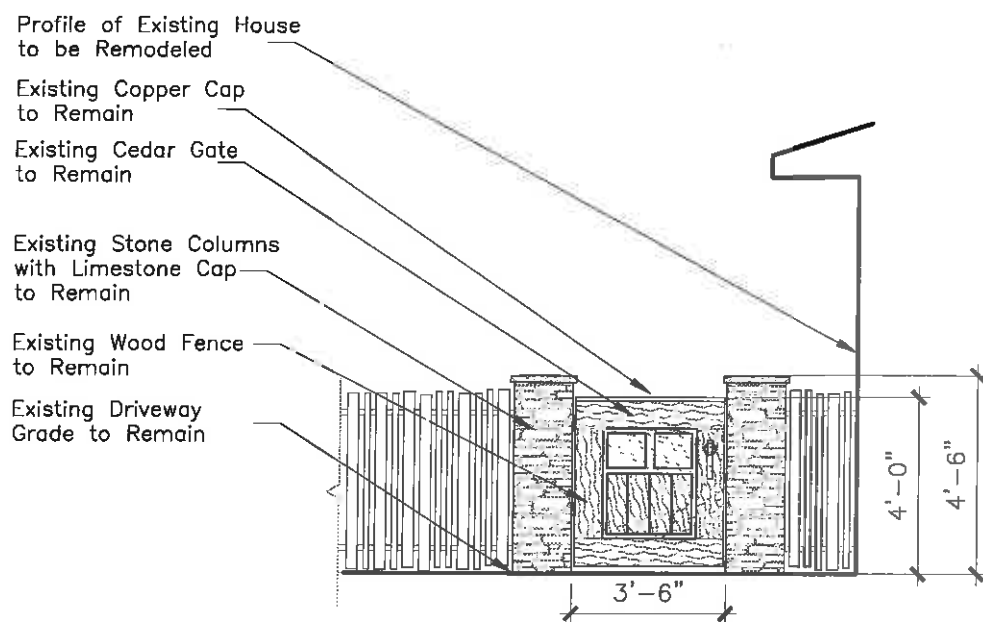 Profile of Existing House
to be Remodeled
Existing Copper Cap
to Remain
Existing Cedar Gate
to Remain
Existing Stone Columns
with Limestone Cap
to Remain
Existing Wood Fence
to Remain
Existing Driveway
Grade to Remain
4'-0"
4'-6"
3'-6"